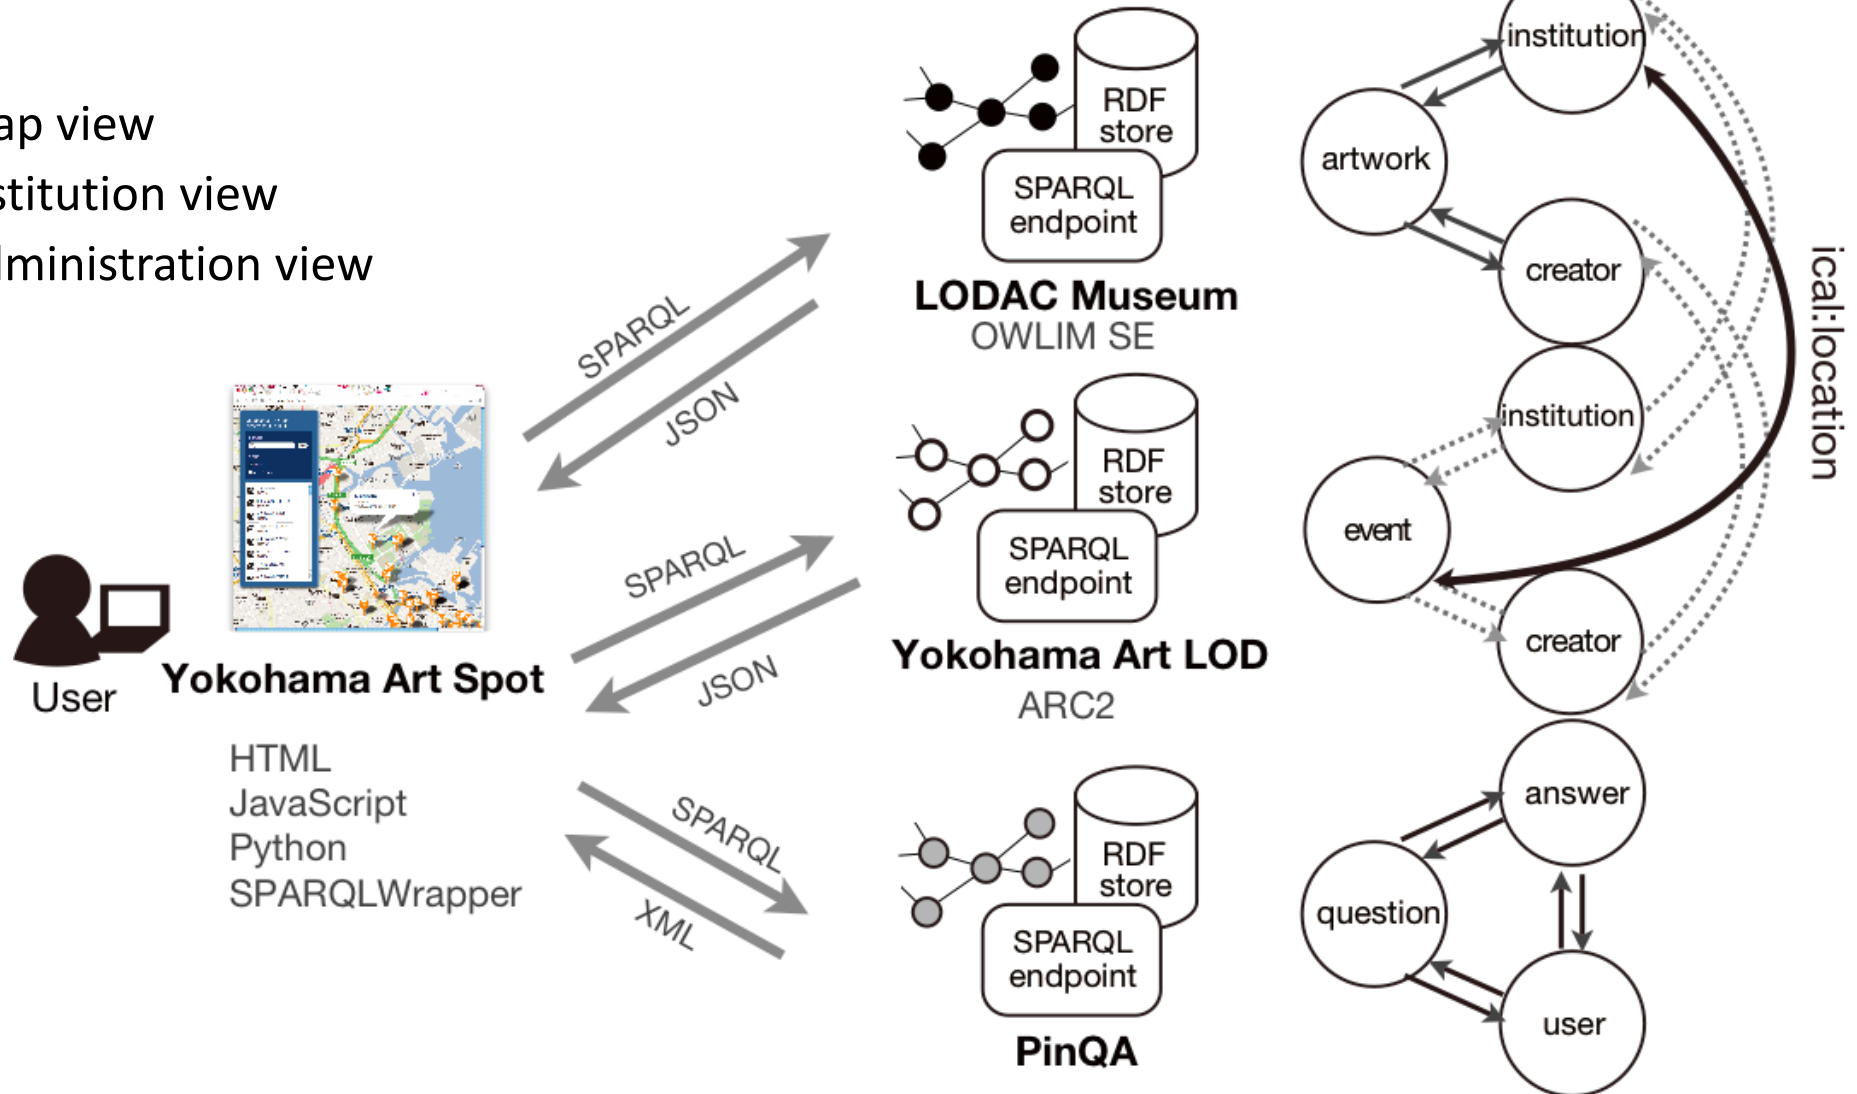 ap view
stitution view
ministration view
User
Yokohama Art Spot
HTML
JavaScript
Python
SPARQLWrapper
SPARQL
JSON
SPARQL
JSON
SPARQL
XML
RDF
store
SPARQL
endpoint
LODAC Museum
OWLIM SE
RDF
store
SPARQL
endpoint
Yokohama Art LOD
ARC2
RDF
store
SPARQL
endpoint
PinQA
institution
artwork
creator
institution
event
creator
answer
question
user
ical:location